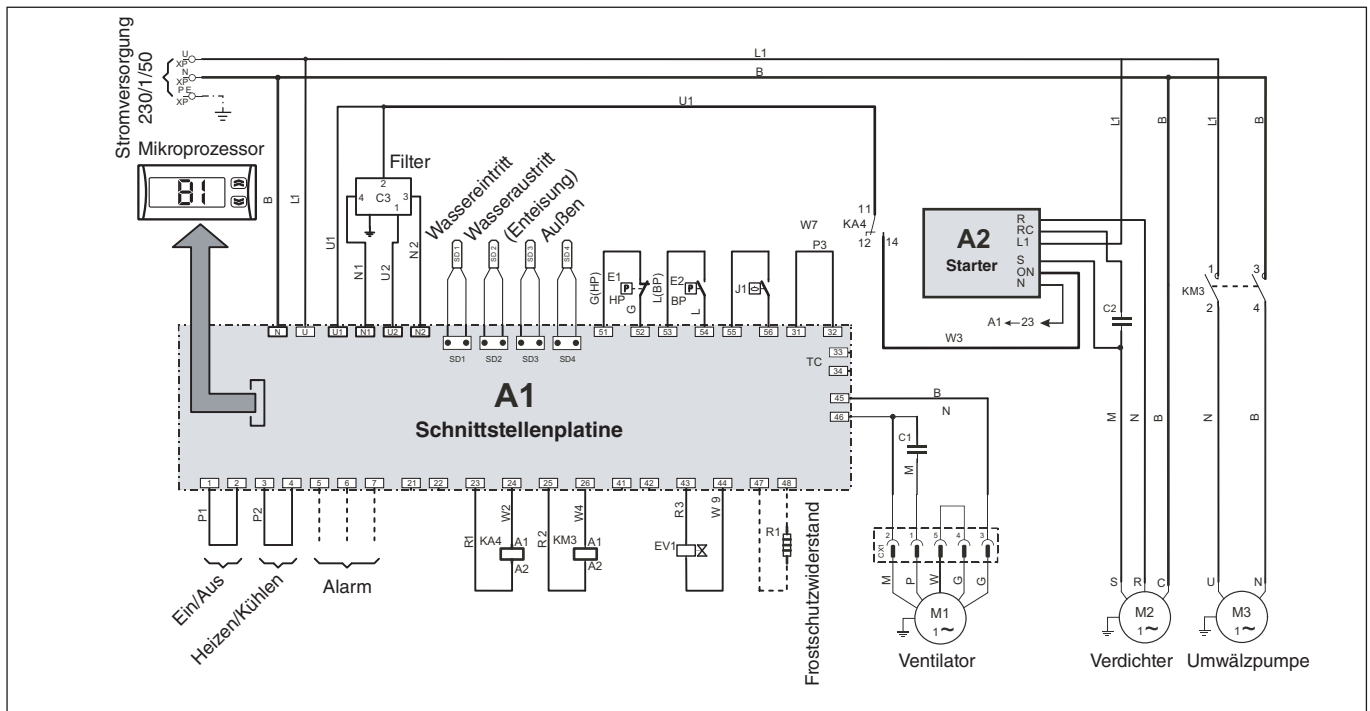 Stromversorgung
230/1/50
U
XP
N
XP
PE
XP
L1
B
Mikroprozessor
81
B
L1
U1
Filter
2
4 C3 3
1
U1
N1
U2
N2
Wassereintritt
Wasseraustritt
(Enteisung)
Außen
SD1
SD2
SD3
SD4
G(HP)
E1
P
HP
G
L(BP)
E2
P
BP
L
J1
W7
P3
11
KA4
12
14
A2
Starter
R
RC
L1
S
ON
N
A1
23
W3
C2
L1
B
L1
B
1
3
KM3
2
4
N
U
U1
N1
U2
N2
SD1
SD2
SD3
SD4
51
52
53
54
55
56
31
32
33
TC
34
45
46
A1
Schnittstellenplatine
B
N
C1
M
M
N
B
N
B
1
2
3
4
5
6
7
21
22
23
24
25
26
41
42
43
44
47
48
P1
P2
R1
KA4
W2
A1
A2
R2
KM3
W4
A1
A2
R3
W9
EV1
R1
Ein/Aus
Heizen/Kühlen
Alarm
Frostschutzwiderstand
CX1
2
1
5
4
3
M
P
W
G
G
M1
1~
Ventilator
S
R
C
M2
1~
Verdichter
U
N
M3
1~
Umwälzpumpe